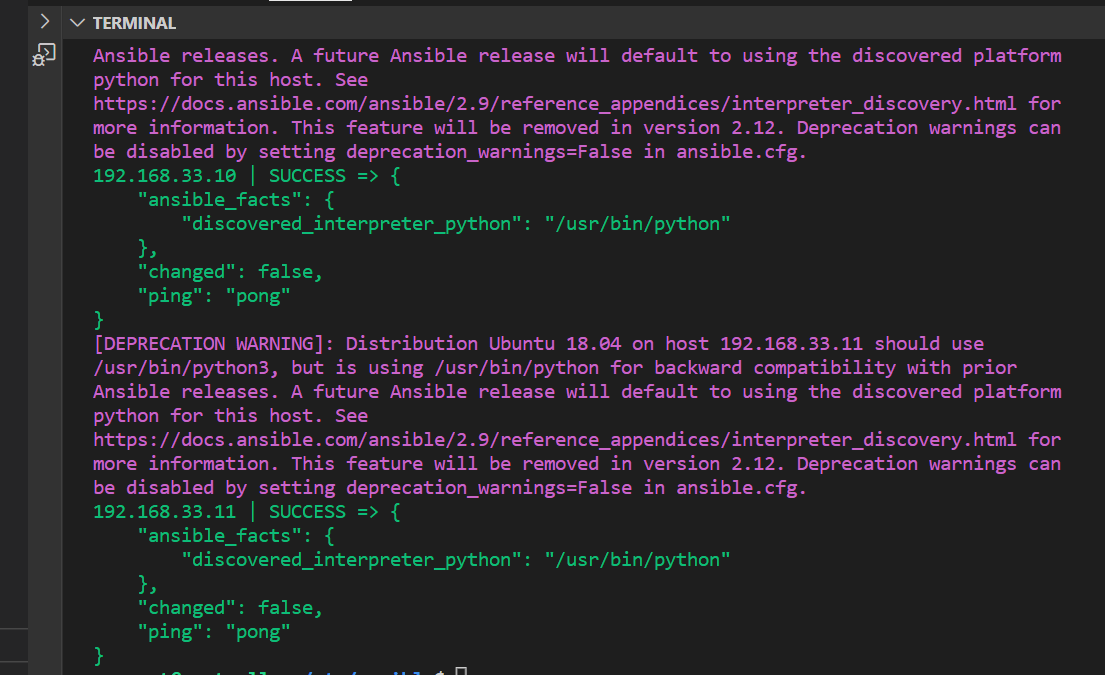 TERMINAL
Ansible releases. A future Ansible release will default to using the discovered platform
python for this host. See
https://docs.ansible.com/ansible/2.9/reference_appendices/interpreter_discovery.html for
more information. This feature will be removed in version 2.12. Deprecation warnings can
be disabled by setting deprecation_warnings=False in ansible.cfg.
192.168.33.10 | SUCCESS => {
    "ansible_facts": {
        "discovered_interpreter_python": "/usr/bin/python"
    },
    "changed": false,
    "ping": "pong"
}
[DEPRECATION WARNING]: Distribution Ubuntu 18.04 on host 192.168.33.11 should use
/usr/bin/python3, but is using /usr/bin/python for backward compatibility with prior
Ansible releases. A future Ansible release will default to using the discovered platform
python for this host. See
https://docs.ansible.com/ansible/2.9/reference_appendices/interpreter_discovery.html for
more information. This feature will be removed in version 2.12. Deprecation warnings can
be disabled by setting deprecation_warnings=False in ansible.cfg.
192.168.33.11 | SUCCESS => {
    "ansible_facts": {
        "discovered_interpreter_python": "/usr/bin/python"
    },
    "changed": false,
    "ping": "pong"
}